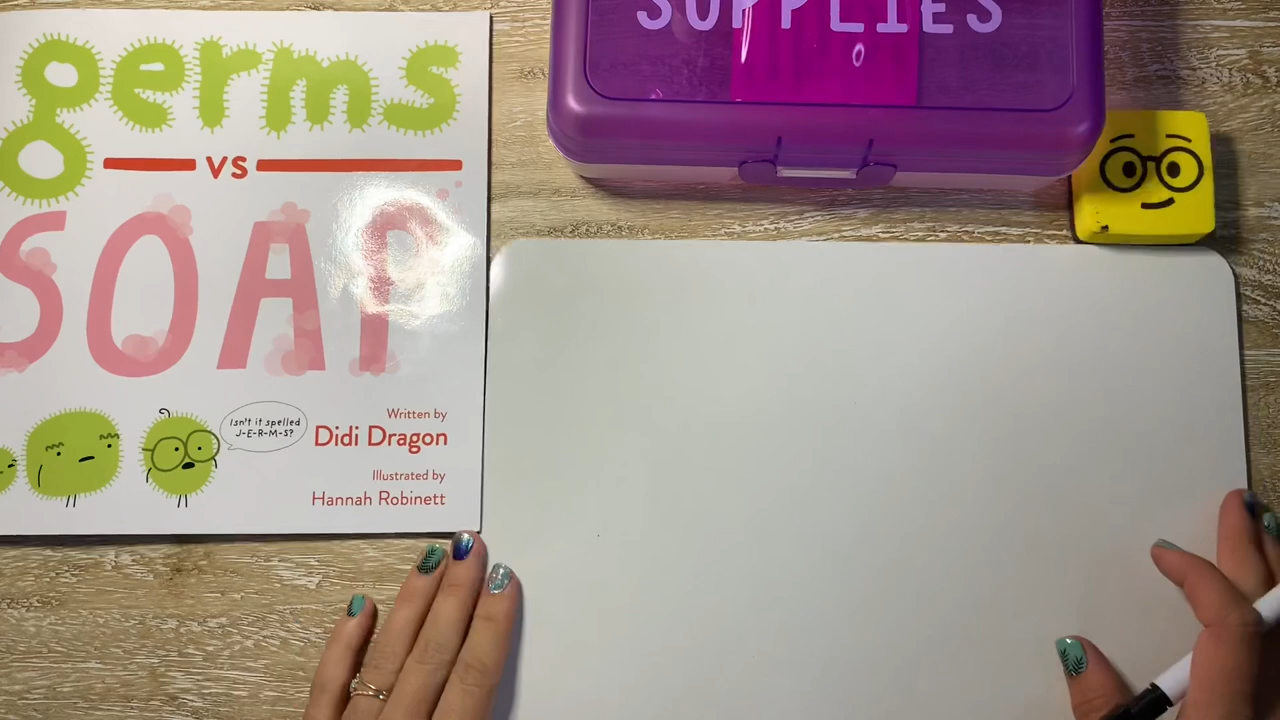 germs
vs
SOAP
Isn't it spelled
J-E-R-M-S?
Written by
Didi Dragon
Illustrated by
Hannah Robinett
SUPPLIES